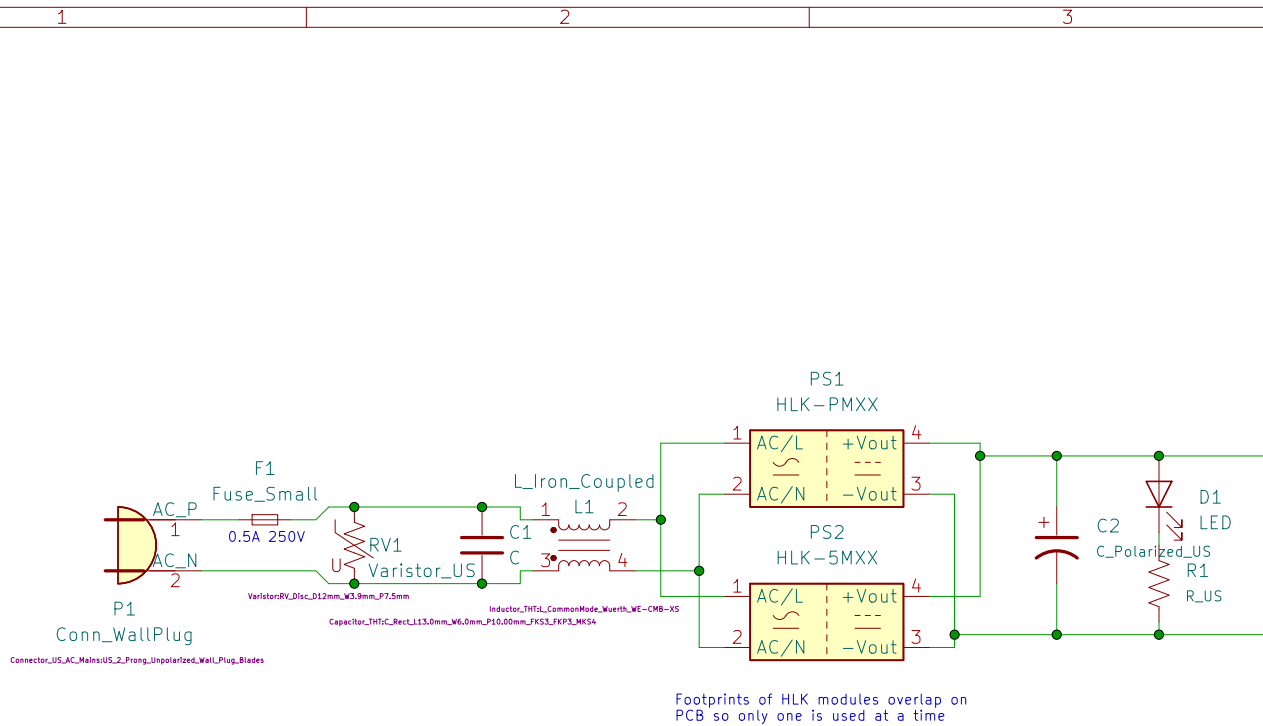 1 2 3
PS1
HLK-PMXX
1 AC/L +Vout 4
2 AC/N -Vout 3
F1
Fuse_Small
0.5A 250V
AC_P
1
AC_N
2
P1
Conn_WallPlug
Connector_US_AC_Mains:US_2_Prong_Unpolarized_Wall_Plug_Blades
U
RV1
Varistor_US
Varistor:RV_Disc_D12mm_W3.9mm_P7.5mm
C1
C
Capacitor_THT:C_Rect_L13.0mm_W6.0mm_P10.00mm_FKS3_FKP3_MKS4
L_Iron_Coupled
L1
1 2
3 4
Inductor_THT:L_CommonMode_Wuerth_WE-CMB-XS
PS2
HLK-5MXX
1 AC/L +Vout 4
2 AC/N -Vout 3
+
C2
C_Polarized_US
D1
LED
R1
R_US
Footprints of HLK modules overlap on
PCB so only one is used at a time